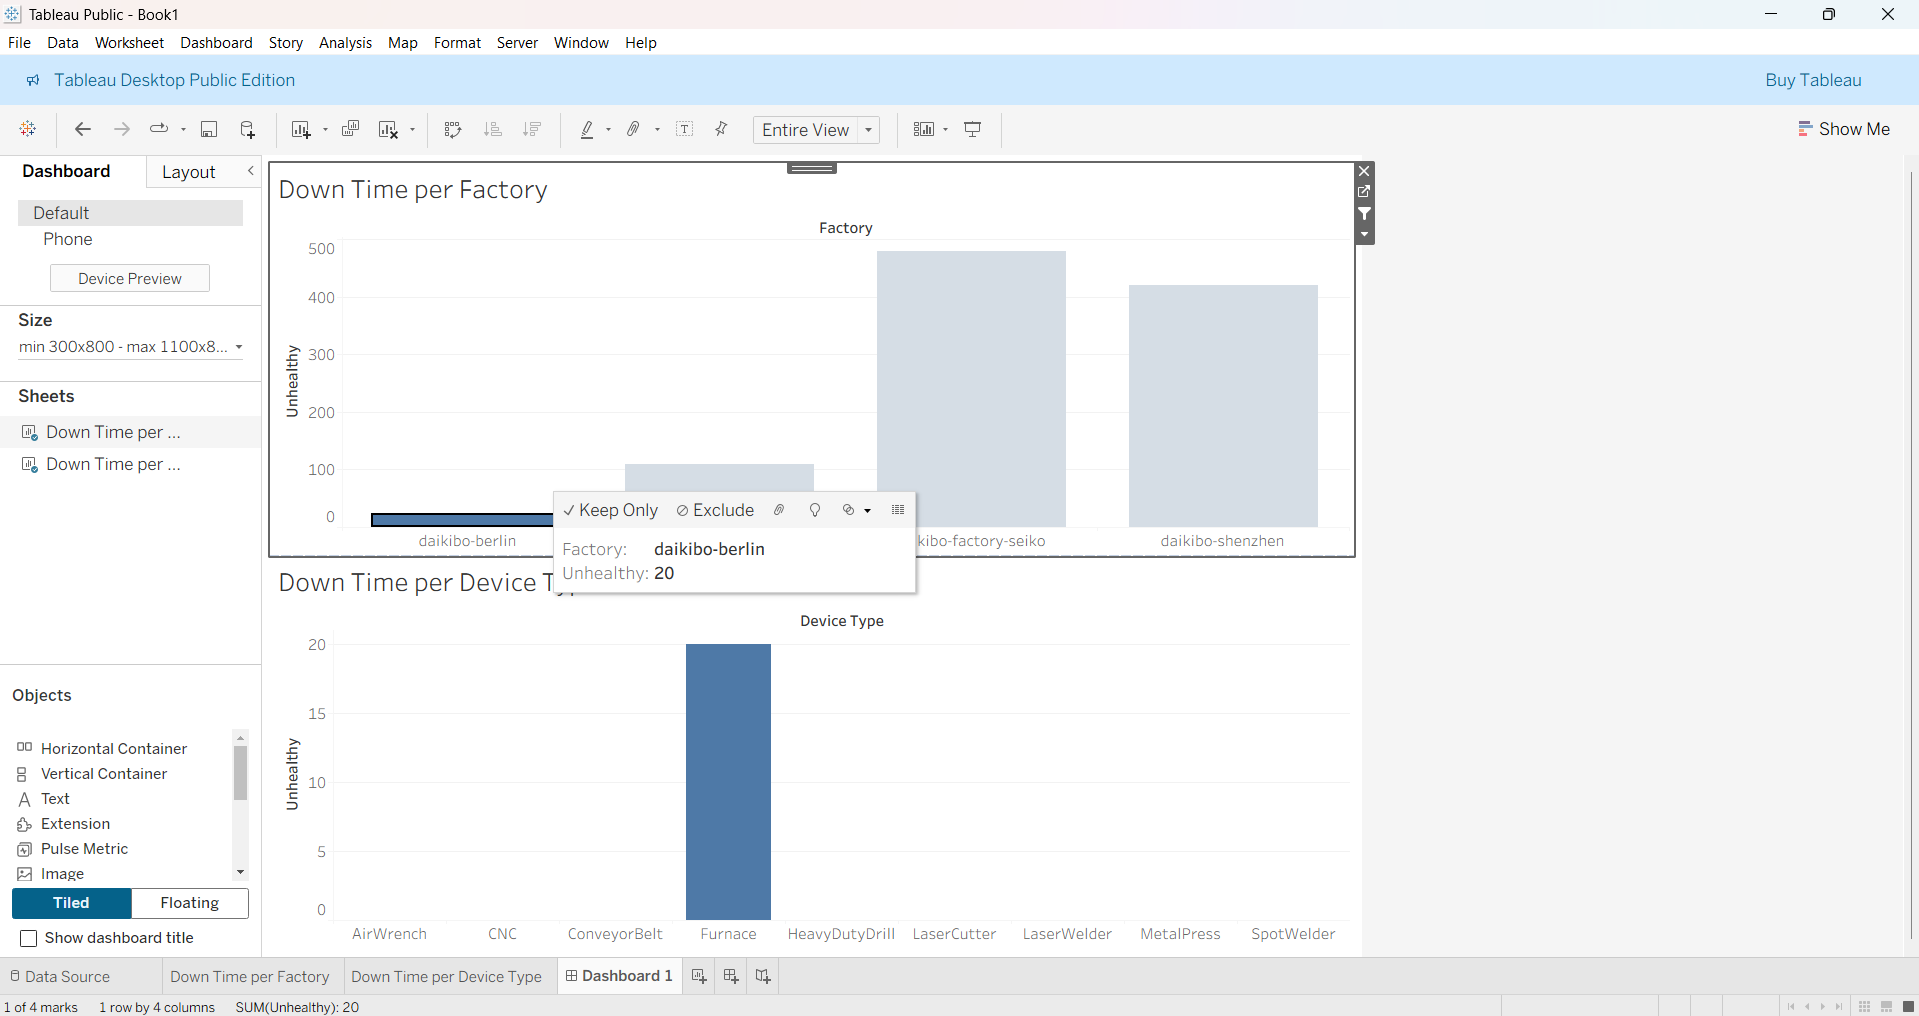 Tableau Public - Book1
File Data Worksheet Dashboard Story Analysis Map Format Server Window Help
Tableau Desktop Public Edition
Buy Tableau
Entire View
Show Me
Dashboard Layout
Default
Phone
Device Preview
Size
min 300x800 - max 1100x8...
Sheets
Down Time per ...
Down Time per ...
Objects
Horizontal Container
Vertical Container
Text
Extension
Pulse Metric
Image
Tiled Floating
Show dashboard title
Down Time per Factory
Factory
Unhealthy
500
400
300
200
100
0
daikibo-berlin kibo-factory-seiko daikibo-shenzhen
Keep Only Exclude
Factory: daikibo-berlin
Unhealthy: 20
Down Time per Device T
Device Type
Unhealthy
20
15
10
5
0
AirWrench CNC ConveyorBelt Furnace HeavyDutyDrill LaserCutter LaserWelder MetalPress SpotWelder
Data Source Down Time per Factory Down Time per Device Type Dashboard 1
1 of 4 marks 1 row by 4 columns SUM(Unhealthy): 20